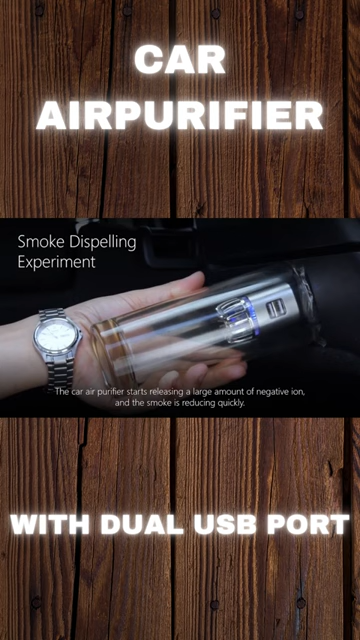 CAR
AIRPURIFIER
Smoke Dispelling
Experiment
The car air purifier starts releasing a large amount of negative ion,
and the smoke is reducing quickly.
WITH DUAL USB PORT